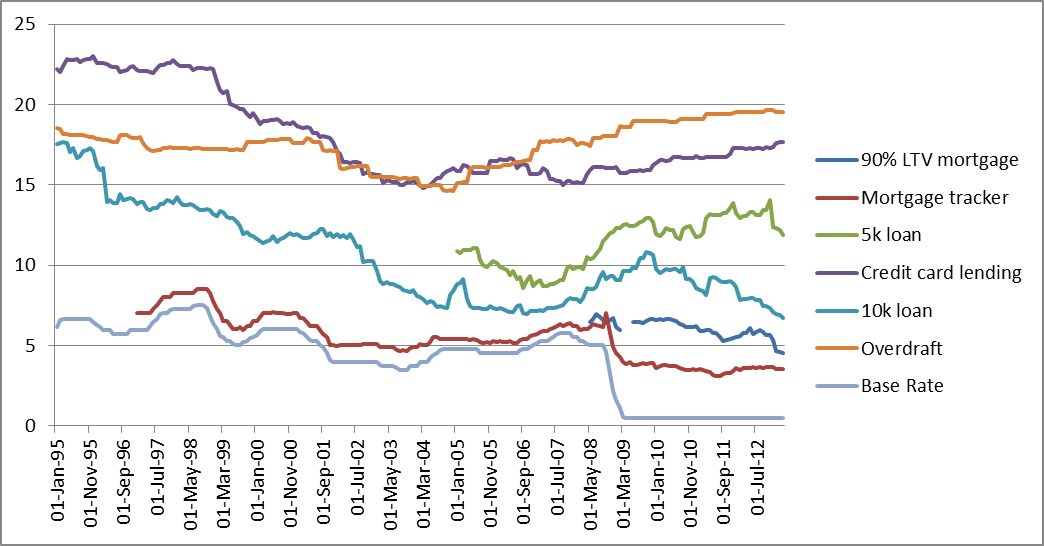 25
20
15
10
5
0
01-Jan-95
01-Nov-95
01-Sep-96
01-Jul-97
01-May-98
01-Mar-99
01-Jan-00
01-Nov-00
01-Sep-01
01-Jul-02
01-May-03
01-Mar-04
01-Jan-05
01-Nov-05
01-Sep-06
01-Jul-07
01-May-08
01-Mar-09
01-Jan-10
01-Nov-10
01-Sep-11
01-Jul-12
90% LTV mortgage
Mortgage tracker
5k loan
Credit card lending
10k loan
Overdraft
Base Rate